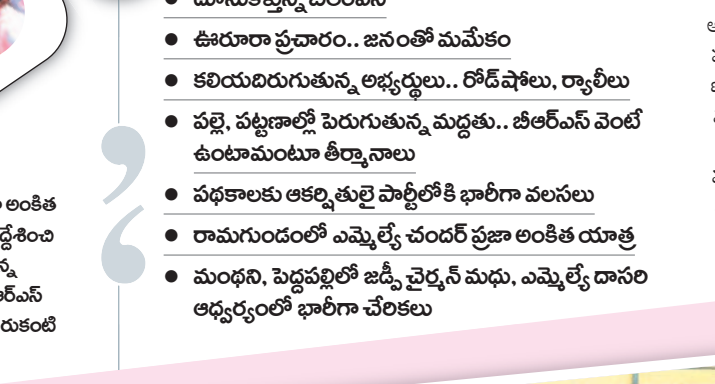 • ఊరూరా ప్రచారం.. జనంతో మమేకం
• కలియదిరుగుతున్న అభ్యర్థులు.. రోడ్‌షోలు, ర్యాలీలు
• పల్లె, పట్టణాల్లో పెరుగుతున్న మద్దతు.. బీఆర్ఎస్ వెంటే
ఉంటామంటూ తీర్మానాలు
• పథకాలకు ఆకర్షితులై పార్టీలోకి భారీగా వలసలు
• రామగుండంలో ఎమ్మెల్యే చందర్ ప్రజా అంకిత యాత్ర
• మంథని, పెద్దపల్లిలో జడ్పీ చైర్మన్ మధు, ఎమ్మెల్యే దాసరి
ఆధ్వర్యంలో భారీగా చేరికలు
అంకిత